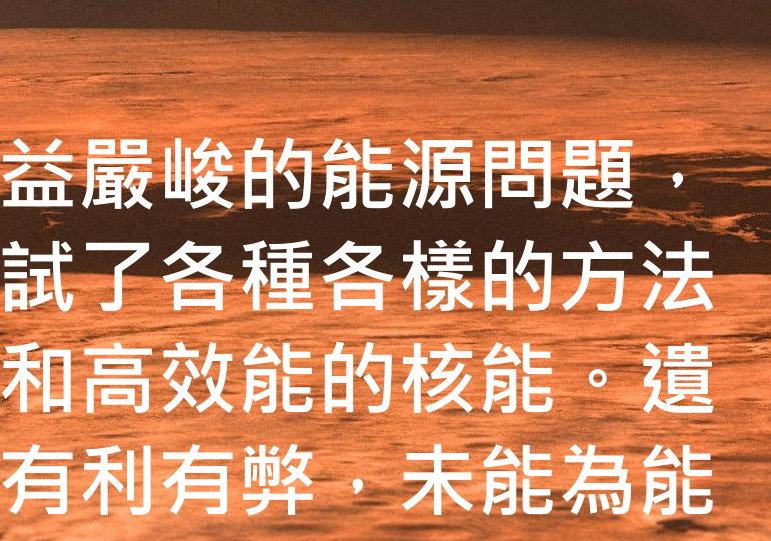 益嚴峻的能源問題，
試了各種各樣的方法
和高效能的核能。遺
有利有弊，未能為能